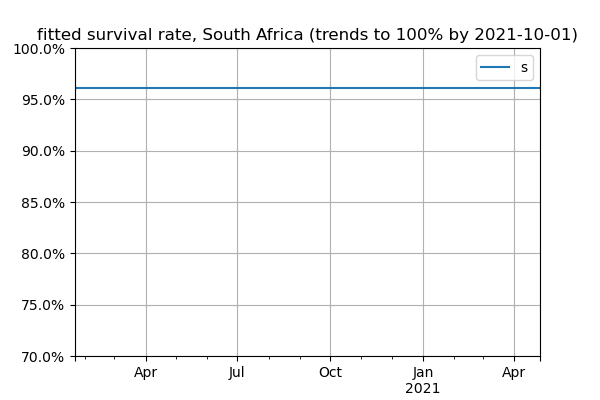 fitted survival rate, South Africa (trends to 100% by 2021-10-01)
100.0%
s
95.0%
90.0%
85.0%
80.0%
75.0%
70.0%
Apr Jul Oct Jan Apr
2021